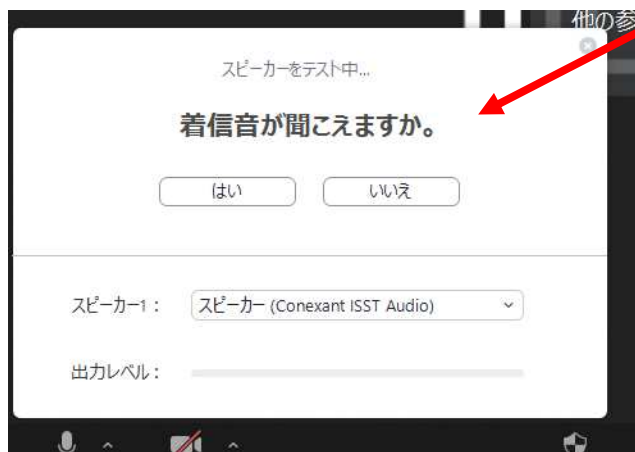 他の参
スピーカーをテスト中...
着信音が聞こえますか。
はい
いいえ
スピーカー1：
スピーカー (Conexant ISST Audio)
出力レベル：